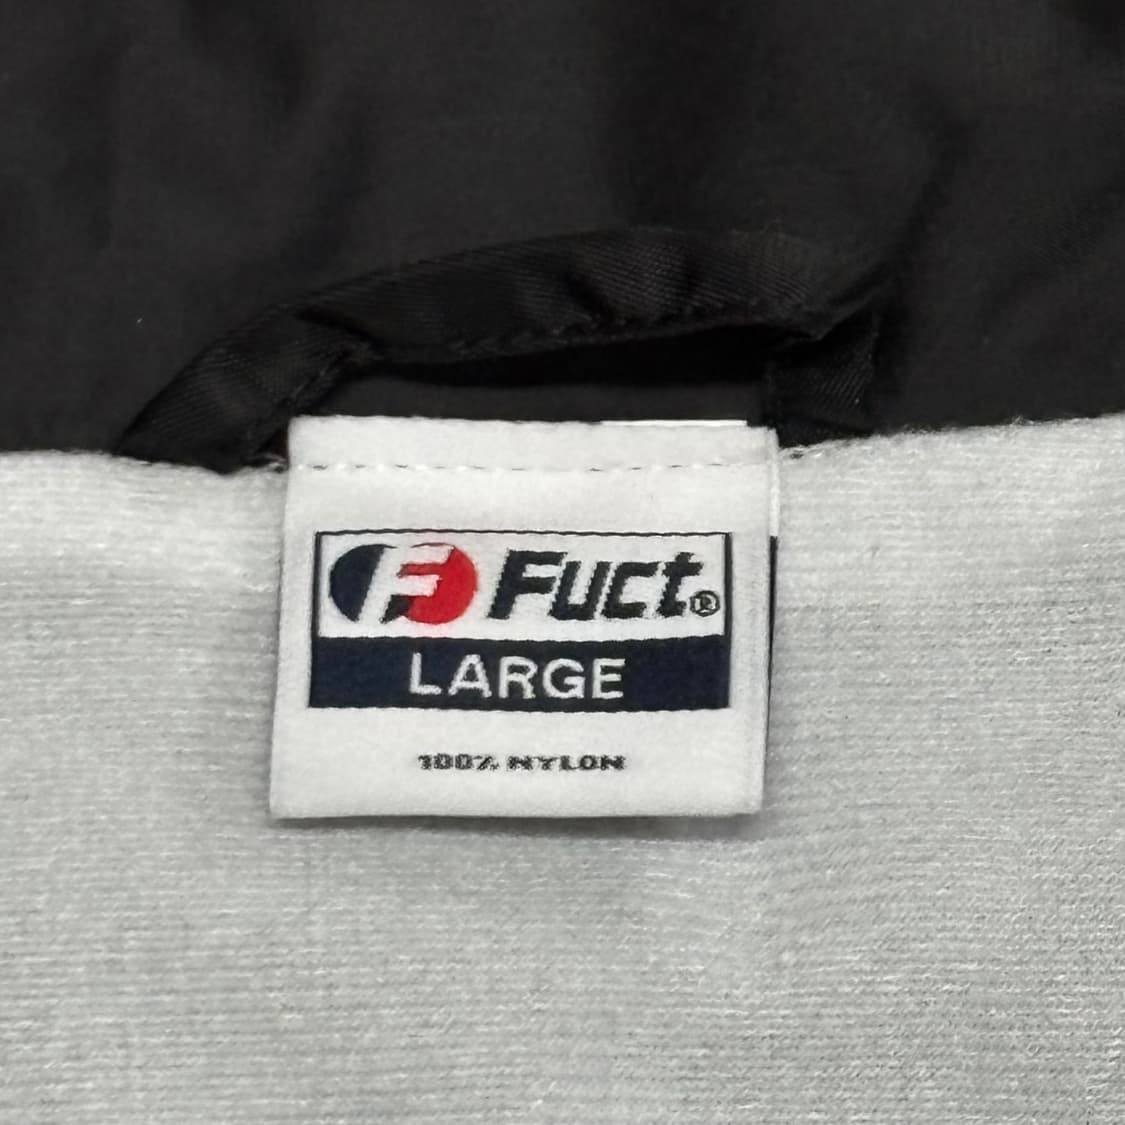 F Fuct®
LARGE
100% NYLON